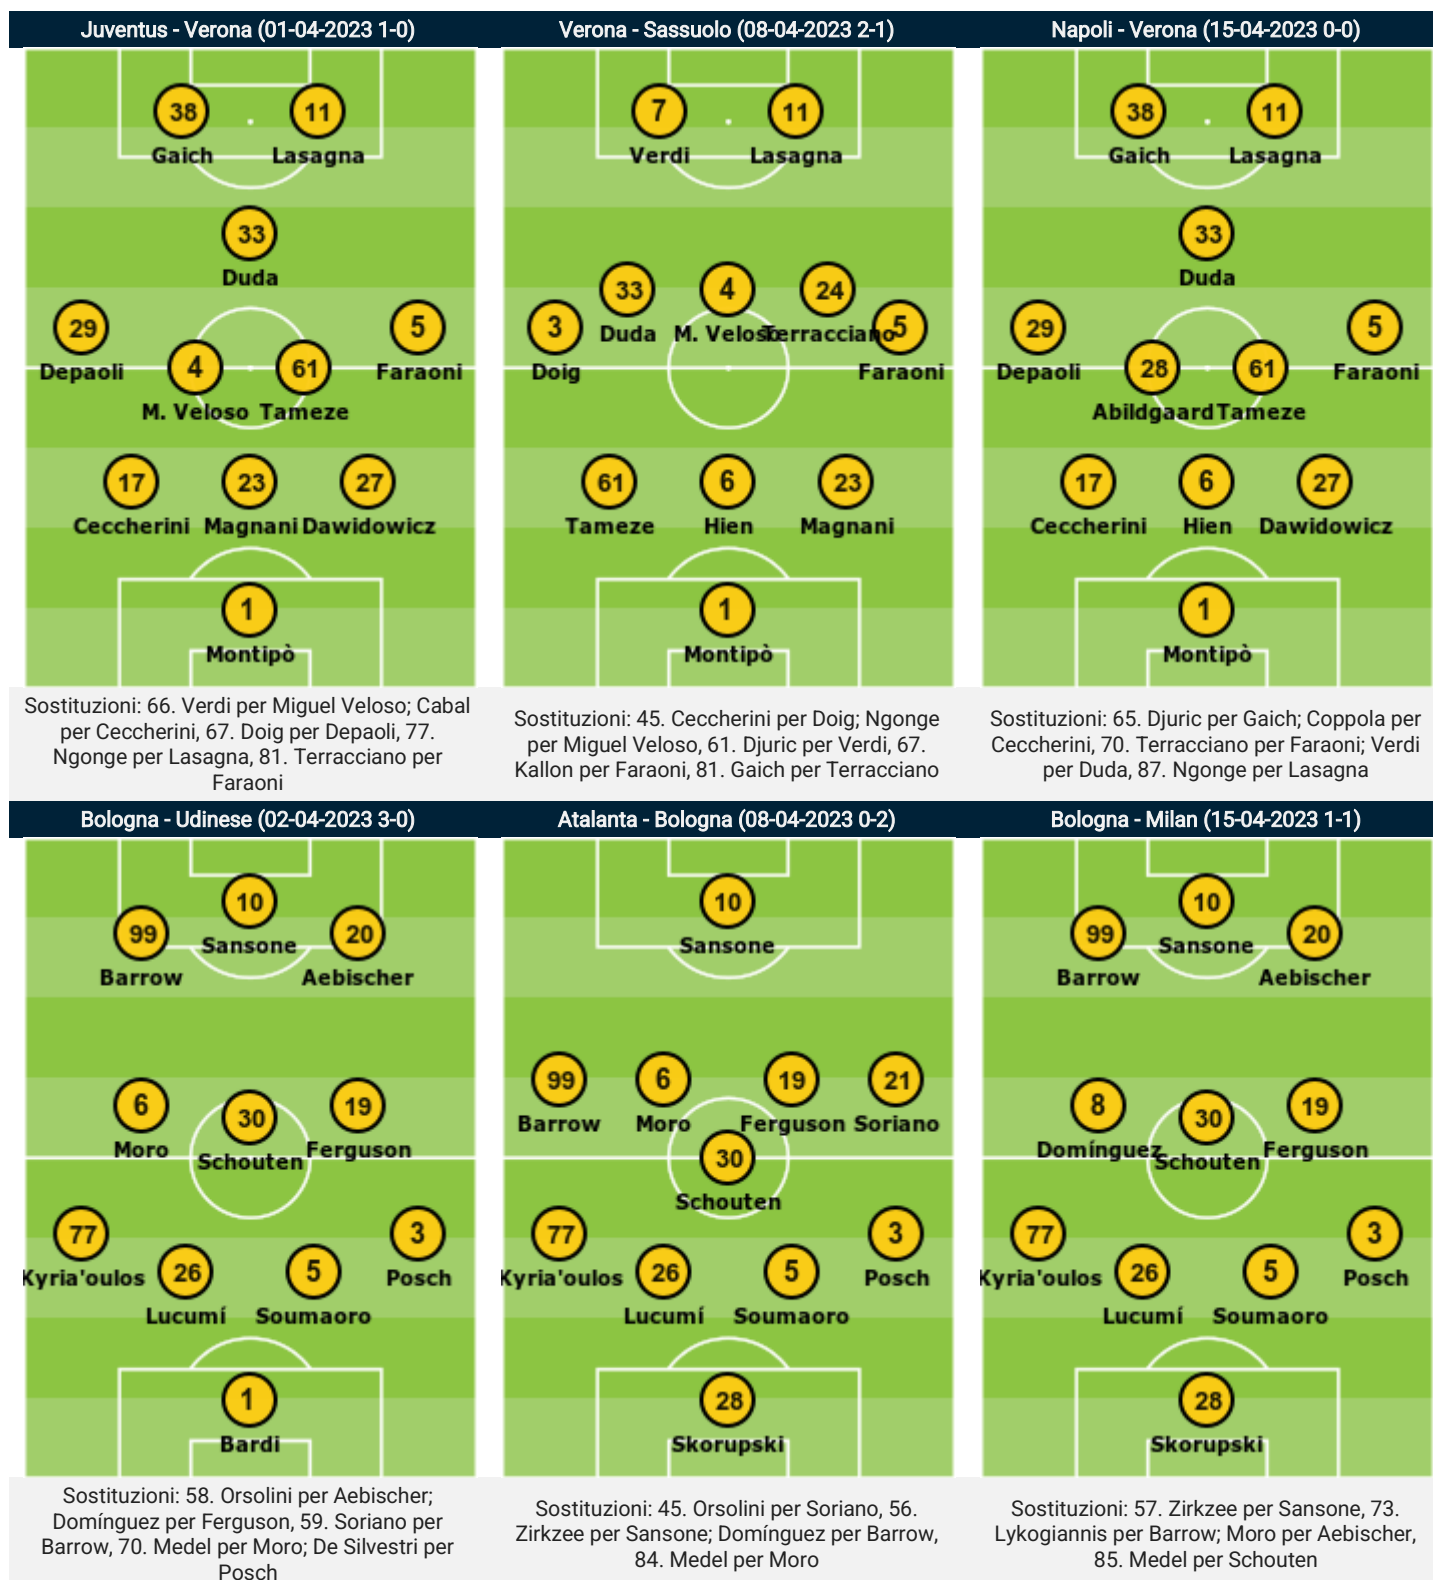 Juventus - Verona (01-04-2023 1-0)
38 11
Gaich Lasagna
33
Duda
29 5
Depaoli Faraoni
4 61
M. Veloso Tameze
17 23 27
Ceccherini Magnani Dawidowicz
1
Montipò
Sostituzioni: 66. Verdi per Miguel Veloso; Cabal
per Ceccherini, 67. Doig per Depaoli, 77.
Ngonge per Lasagna, 81. Terracciano per
Faraoni
Verona - Sassuolo (08-04-2023 2-1)
7 11
Verdi Lasagna
33 4 24
Duda M. Veloso Terracciano
3 5
Doig Faraoni
61 6 23
Tameze Hien Magnani
1
Montipò
Sostituzioni: 45. Ceccherini per Doig; Ngonge
per Miguel Veloso, 61. Djuric per Verdi, 67.
Kallon per Faraoni, 81. Gaich per Terracciano
Napoli - Verona (15-04-2023 0-0)
38 11
Gaich Lasagna
33
Duda
29 5
Depaoli Faraoni
28 61
Abildgaard Tameze
17 6 27
Ceccherini Hien Dawidowicz
1
Montipò
Sostituzioni: 65. Djuric per Gaich; Coppola per
Ceccherini, 70. Terracciano per Faraoni; Verdi
per Duda, 87. Ngonge per Lasagna
Bologna - Udinese (02-04-2023 3-0)
10
Sansone
99 20
Barrow Aebischer
6 30 19
Moro Schouten Ferguson
77 3
Kyria'oulos Posch
26 5
Lucumí Soumaoro
1
Bardi
Sostituzioni: 58. Orsolini per Aebischer;
Domínguez per Ferguson, 59. Soriano per
Barrow, 70. Medel per Moro; De Silvestri per
Posch
Atalanta - Bologna (08-04-2023 0-2)
10
Sansone
99 6 19 21
Barrow Moro Ferguson Soriano
30
Schouten
77 3
Kyria'oulos Posch
26 5
Lucumí Soumaoro
28
Skorupski
Sostituzioni: 45. Orsolini per Soriano, 56.
Zirkzee per Sansone; Domínguez per Barrow,
84. Medel per Moro
Bologna - Milan (15-04-2023 1-1)
10
Sansone
99 20
Barrow Aebischer
8 30 19
Domínguez Schouten Ferguson
77 3
Kyria'oulos Posch
26 5
Lucumí Soumaoro
28
Skorupski
Sostituzioni: 57. Zirkzee per Sansone, 73.
Lykogiannis per Barrow; Moro per Aebischer,
85. Medel per Schouten